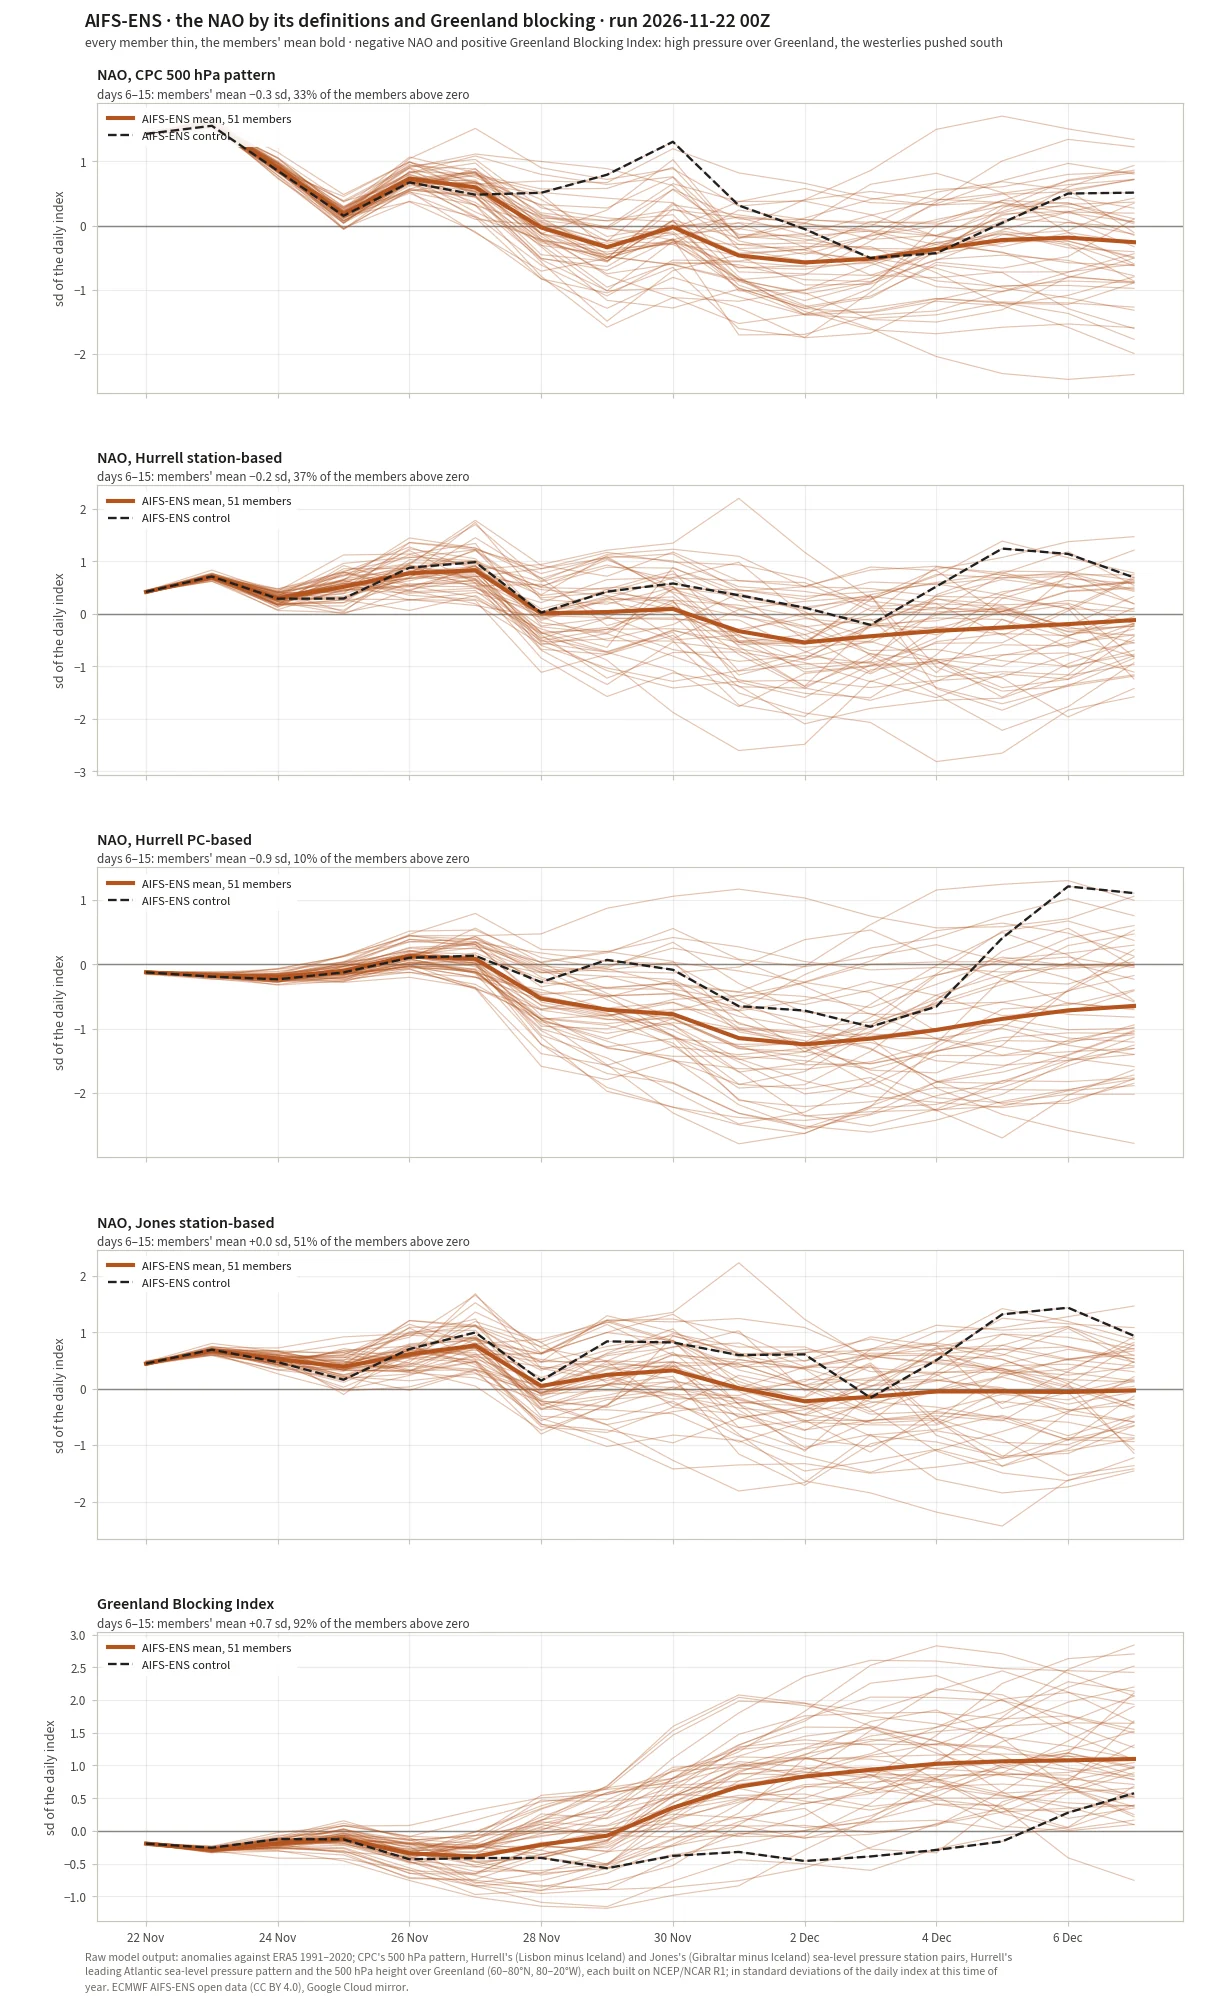 AIFS-ENS · the NAO by its definitions and Greenland blocking · run 2026-11-22 00Z
every member thin, the members' mean bold · negative NAO and positive Greenland Blocking Index: high pressure over Greenland, the westerlies pushed south
NAO, CPC 500 hPa pattern
days 6–15: members' mean −0.3 sd, 33% of the members above zero
AIFS-ENS mean, 51 members
AIFS-ENS control
sd of the daily index
1
0
−1
−2
NAO, Hurrell station-based
days 6–15: members' mean −0.2 sd, 37% of the members above zero
AIFS-ENS mean, 51 members
AIFS-ENS control
sd of the daily index
2
1
0
−1
−2
−3
NAO, Hurrell PC-based
days 6–15: members' mean −0.9 sd, 10% of the members above zero
AIFS-ENS mean, 51 members
AIFS-ENS control
sd of the daily index
1
0
−1
−2
NAO, Jones station-based
days 6–15: members' mean +0.0 sd, 51% of the members above zero
AIFS-ENS mean, 51 members
AIFS-ENS control
sd of the daily index
2
1
0
−1
−2
Greenland Blocking Index
days 6–15: members' mean +0.7 sd, 92% of the members above zero
AIFS-ENS mean, 51 members
AIFS-ENS control
sd of the daily index
3.0
2.5
2.0
1.5
1.0
0.5
0.0
−0.5
−1.0
22 Nov 24 Nov 26 Nov 28 Nov 30 Nov 2 Dec 4 Dec 6 Dec
Raw model output: anomalies against ERA5 1991–2020; CPC's 500 hPa pattern, Hurrell's (Lisbon minus Iceland) and Jones's (Gibraltar minus Iceland) sea-level pressure station pairs, Hurrell's
leading Atlantic sea-level pressure pattern and the 500 hPa height over Greenland (60–80°N, 80–20°W), each built on NCEP/NCAR R1; in standard deviations of the daily index at this time of
year. ECMWF AIFS-ENS open data (CC BY 4.0), Google Cloud mirror.